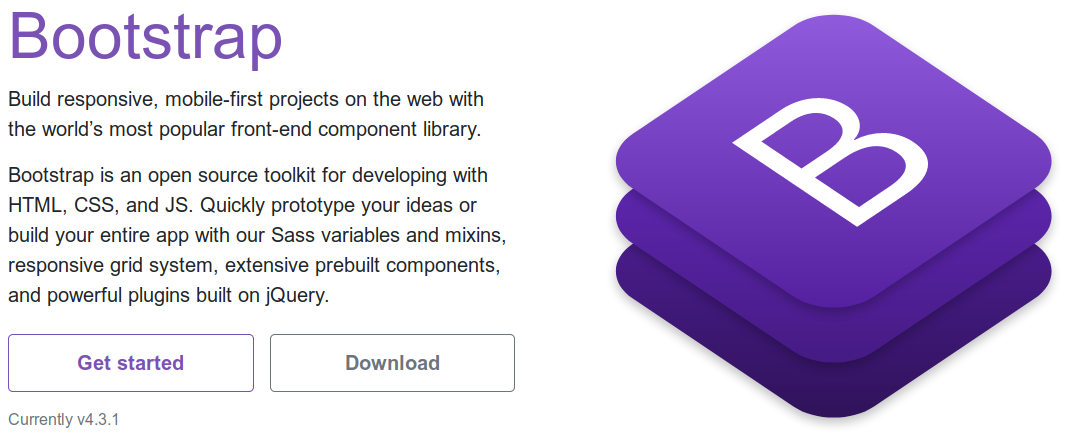 Bootstrap
Build responsive, mobile-first projects on the web with
the world’s most popular front-end component library.
Bootstrap is an open source toolkit for developing with
HTML, CSS, and JS. Quickly prototype your ideas or
build your entire app with our Sass variables and mixins,
responsive grid system, extensive prebuilt components,
and powerful plugins built on jQuery.
Get started
Download
Currently v4.3.1
B